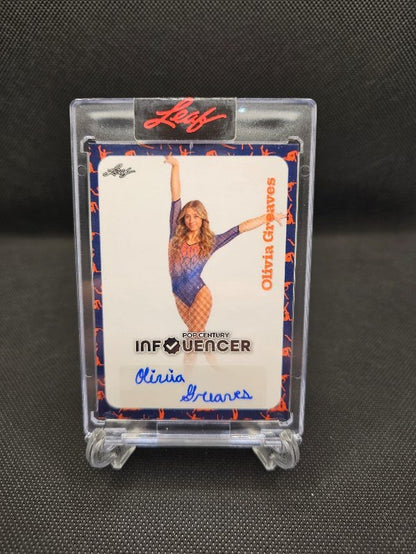 Leaf
Leaf
Olivia Greaves
POP CENTURY
INFLUENCER
Olivia
Greaves